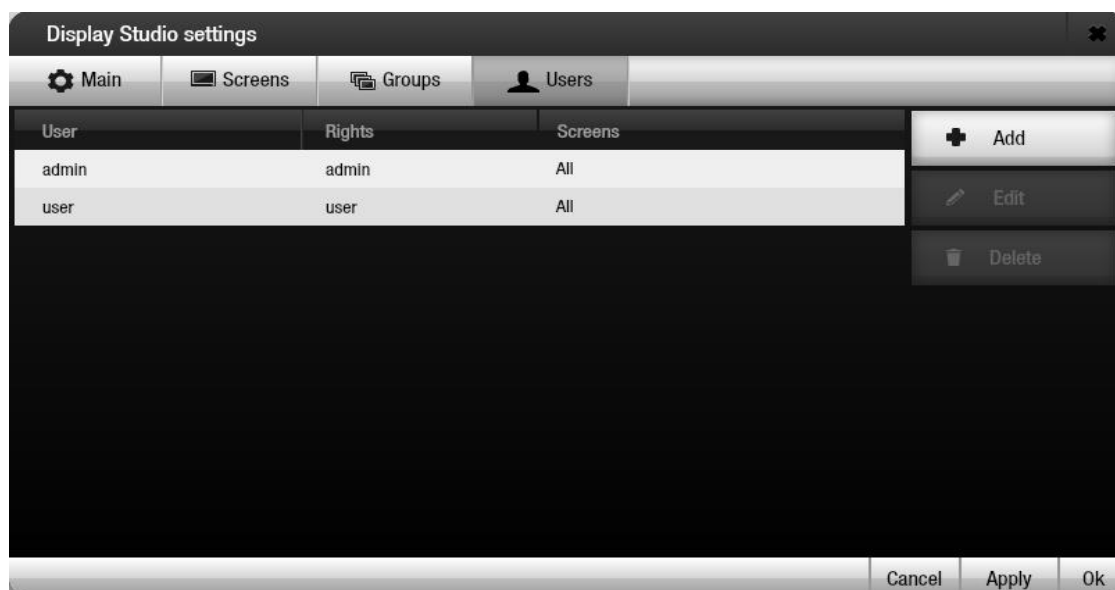 Display Studio settings
Main Screens Groups Users
User Rights Screens
admin admin All
user user All
Add
Edit
Delete
Cancel Apply Ok